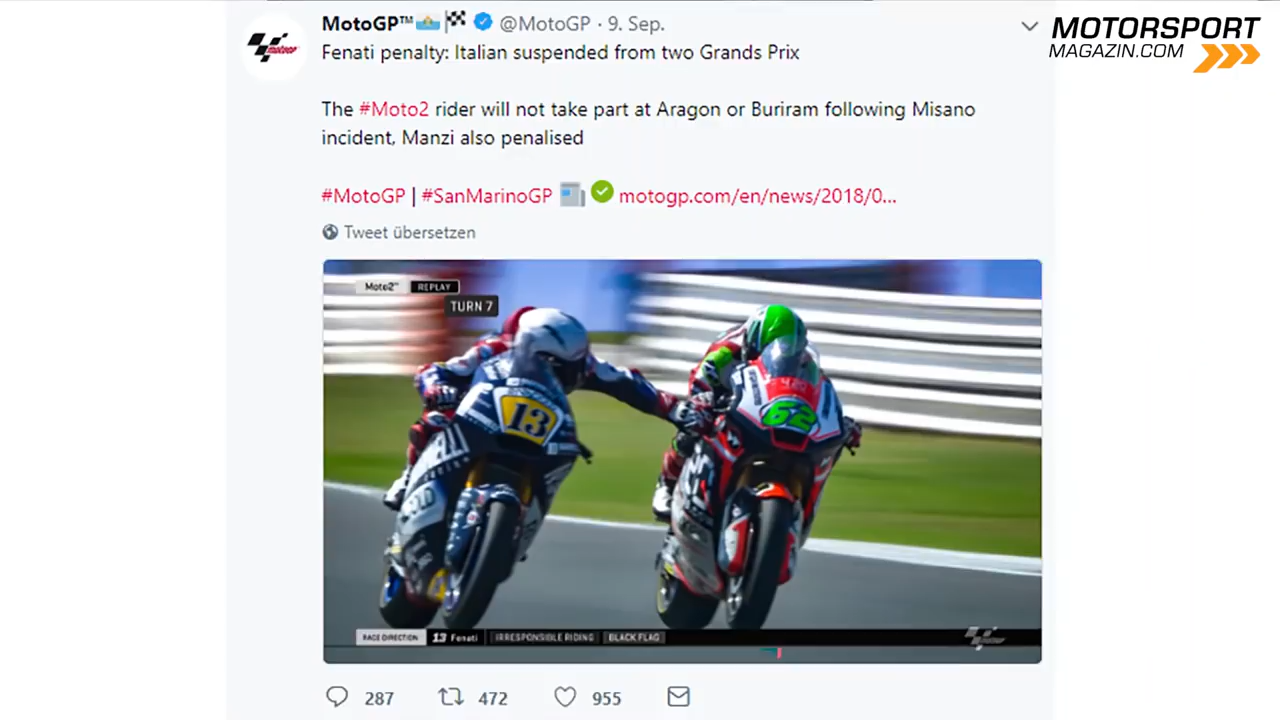 MotoGP™ @MotoGP · 9. Sep.
MOTORSPORT
MAGAZIN.COM
motogp
Fenati penalty: Italian suspended from two Grands Prix
The #Moto2 rider will not take part at Aragon or Buriram following Misano
incident, Manzi also penalised
#MotoGP | #SanMarinoGP motogp.com/en/news/2018/0...
Tweet übersetzen
Moto2™ REPLAY
TURN 7
13
62
RACE DIRECTION 13 Fenati IRRESPONSIBLE RIDING BLACK FLAG
287 472 955